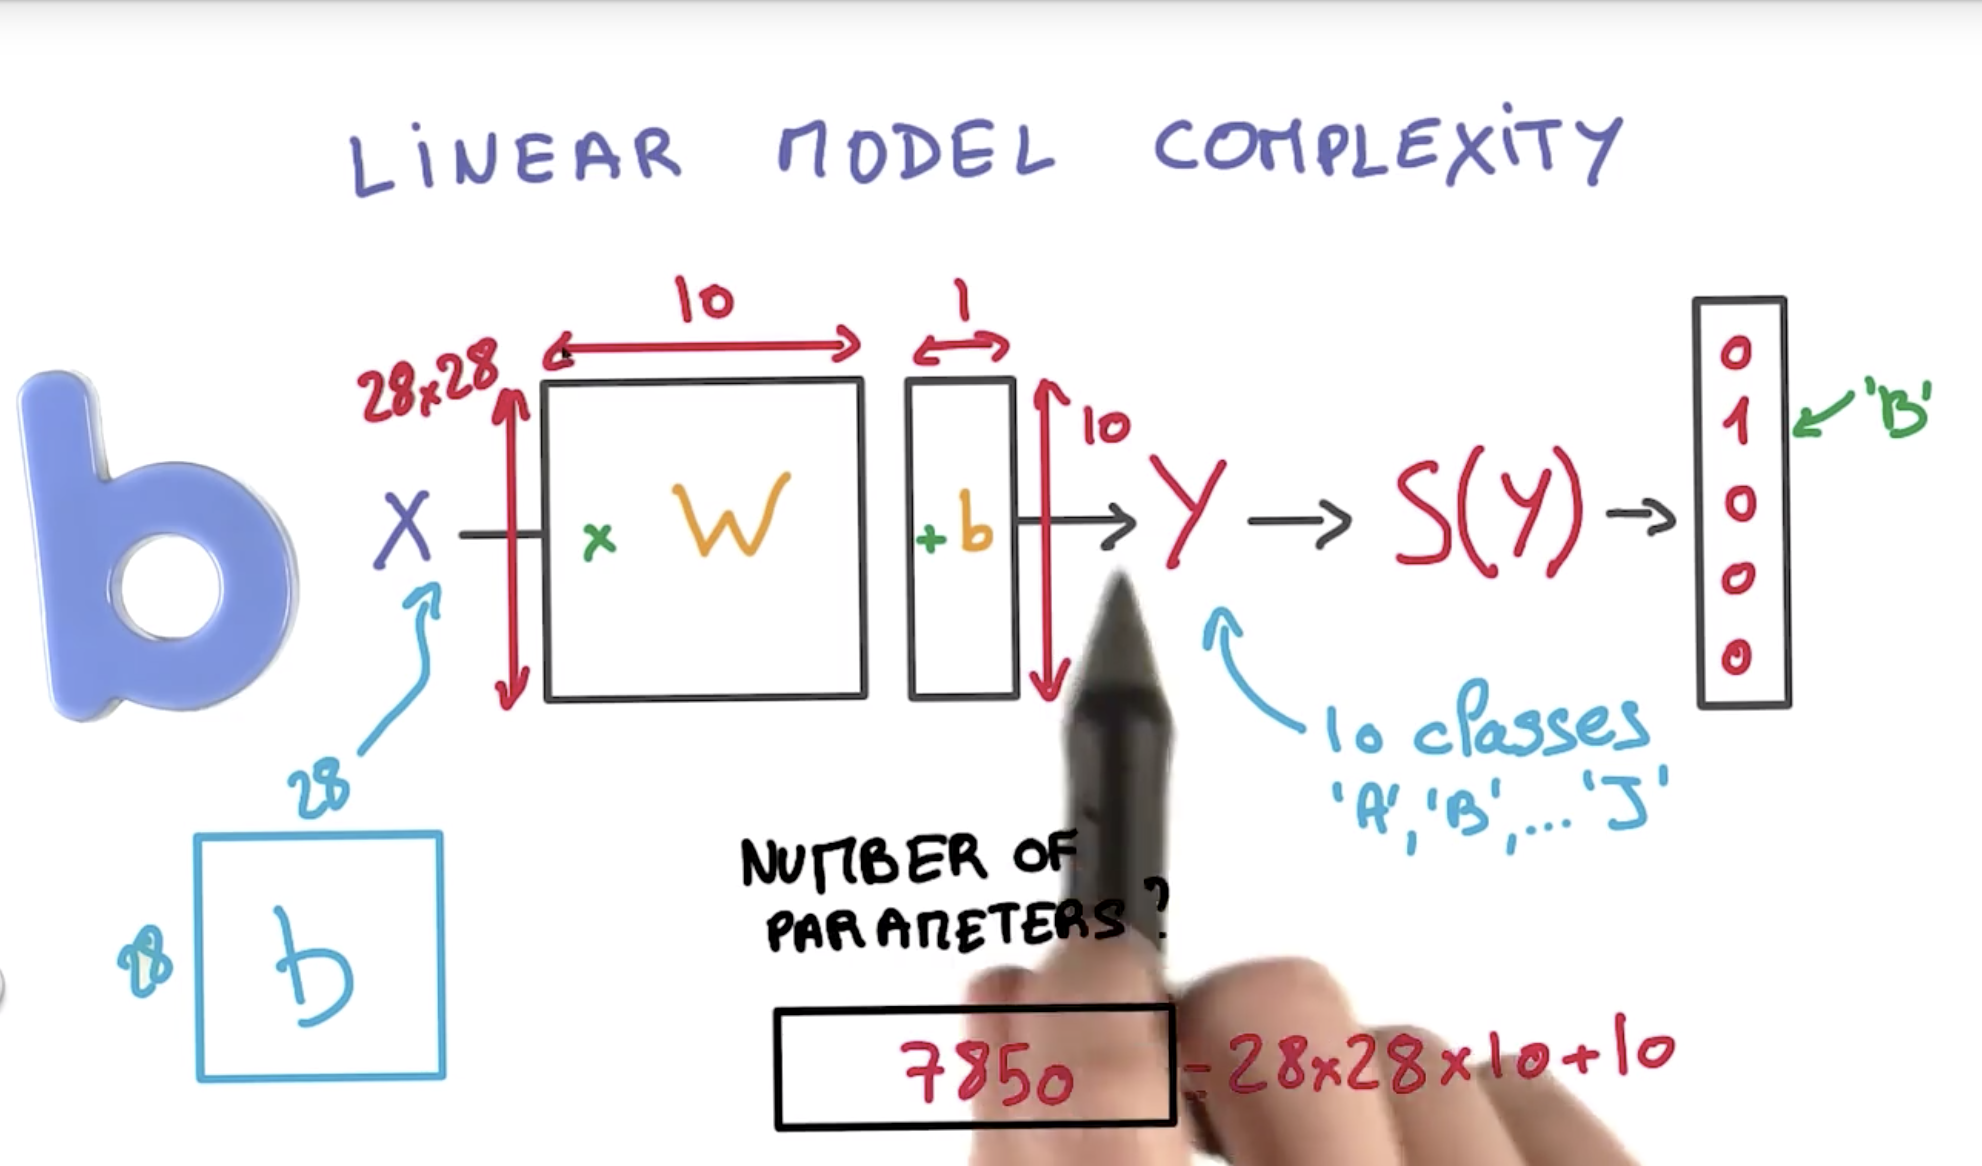 LINEAR MODEL COMPLEXITY
10
1
28x28
10
X
x W
+ b
Y
S(Y)
0
1
0
0
0
'B'
10 classes
'A', 'B', ... 'J'
28
28
b
b
NUMBER OF
PARAMETERS?
7850 = 28x28x10+10